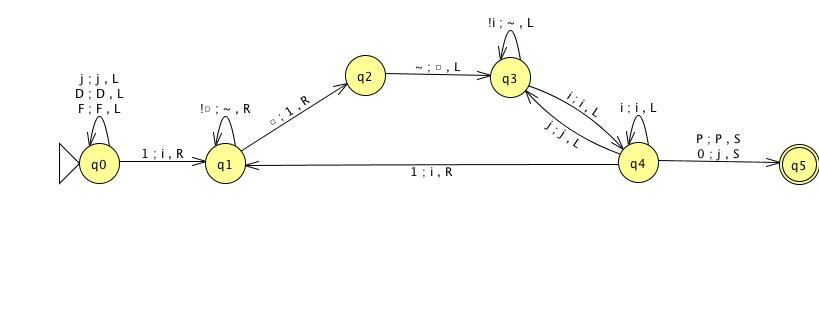 !i ; ~ , L
~ ; □ , L
q2
q3
j ; j , L
D ; D , L
F ; F , L
!□ ; ~ , R
□ ; 1 , R
i ; i , L
j ; j , L
i ; i , L
P ; P , S
0 ; j , S
1 ; i , R
q0
q1
q4
q5
1 ; i , R